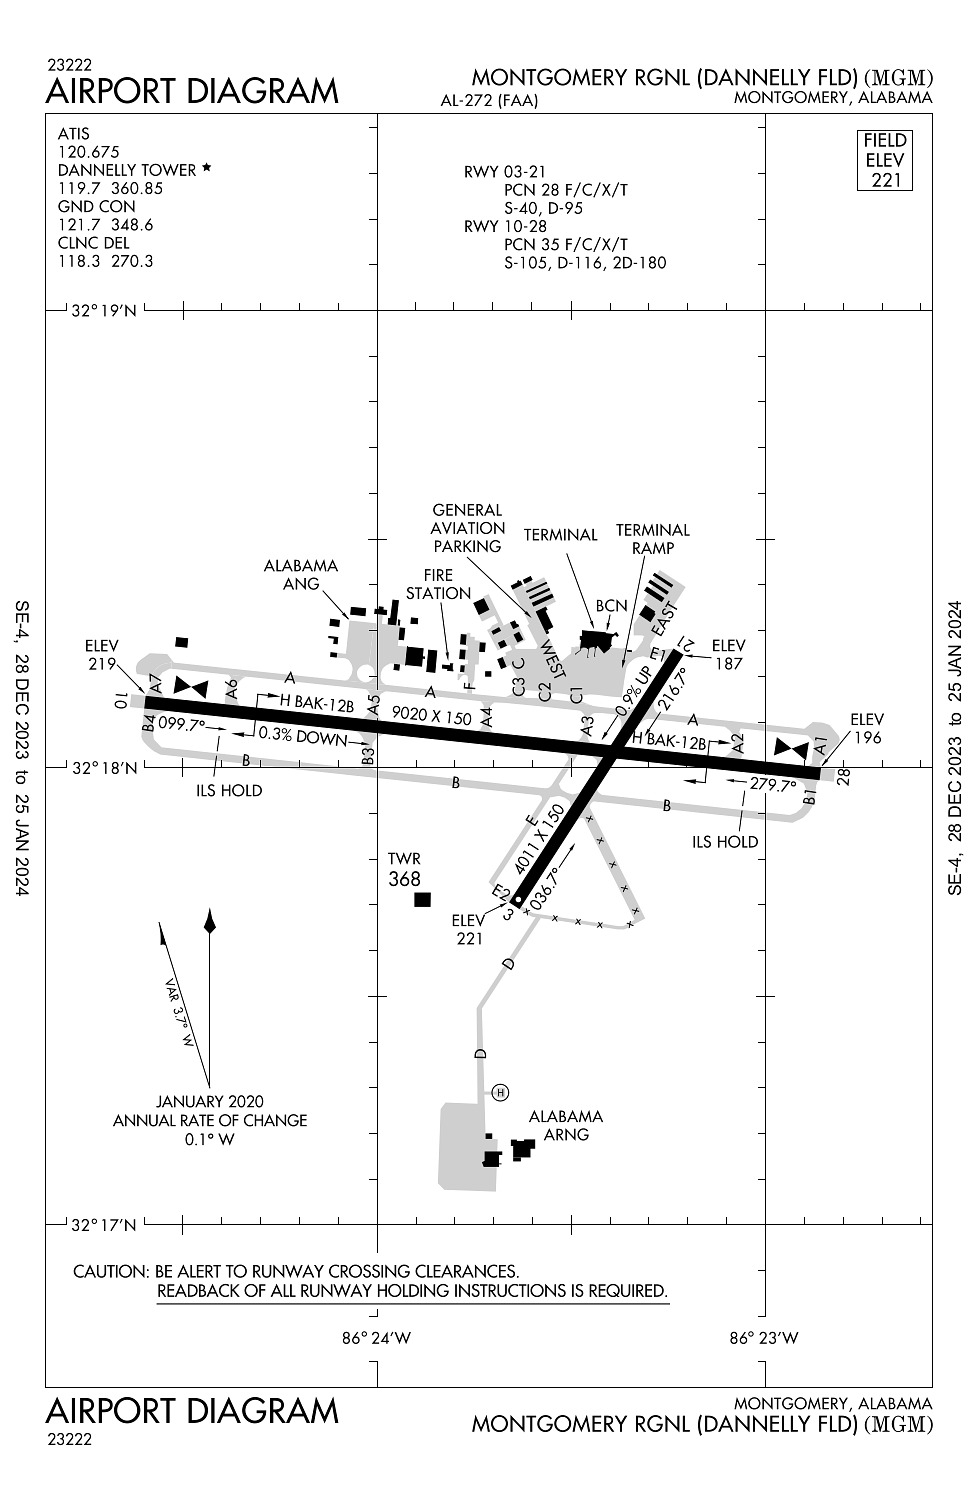 23222
AIRPORT DIAGRAM
MONTGOMERY RGNL (DANNELLY FLD) (MGM)
AL-272 (FAA)
MONTGOMERY, ALABAMA
ATIS
120.675
DANNELLY TOWER ★
119.7 360.85
GND CON
121.7 348.6
CLNC DEL
118.3 270.3
RWY 03-21
PCN 28 F/C/X/T
S-40, D-95
RWY 10-28
PCN 35 F/C/X/T
S-105, D-116, 2D-180
FIELD
ELEV
221
32°19'N
GENERAL
AVIATION
PARKING
TERMINAL
TERMINAL
RAMP
ALABAMA
ANG
FIRE
STATION
BCN
EAST
WEST
ELEV
219
ELEV
187
21
E1
A7
A6
A
A
F
C3
C
C2
C1
10
B4
099.7°
H BAK-12B
0.3% DOWN
A5
B3
9020 X 150
A4
A3
0.9% UP
216.7°
A
H BAK-12B
A2
A1
ELEV
196
28
279.7°
B1
32°18'N
B
B
B
ILS HOLD
ILS HOLD
E
4011 X 150
036.7°
E2
3
TWR
368
ELEV
221
x x x x x x x x x x
D
D
VAR 3.7° W
JANUARY 2020
ANNUAL RATE OF CHANGE
0.1° W
H
ALABAMA
ARNG
32°17'N
CAUTION: BE ALERT TO RUNWAY CROSSING CLEARANCES.
READBACK OF ALL RUNWAY HOLDING INSTRUCTIONS IS REQUIRED.
86°24'W
86°23'W
AIRPORT DIAGRAM
23222
MONTGOMERY, ALABAMA
MONTGOMERY RGNL (DANNELLY FLD) (MGM)
SE-4, 28 DEC 2023 to 25 JAN 2024
SE-4, 28 DEC 2023 to 25 JAN 2024